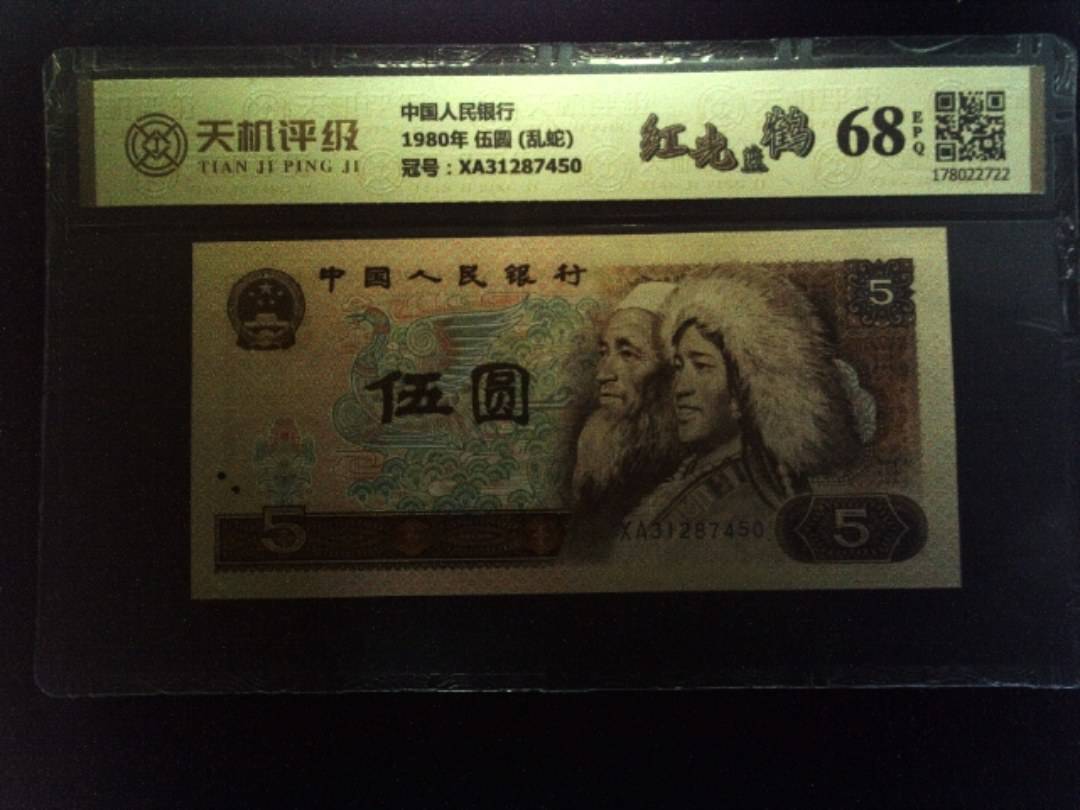 天机评级
TIAN JI PING JI
中国人民银行
1980年 伍圆 (乱蛇)
冠号：XA31287450
红光蓝鹤
68
EPQ
178022722
中国人民银行
5
伍圆
5
XA31287450
5